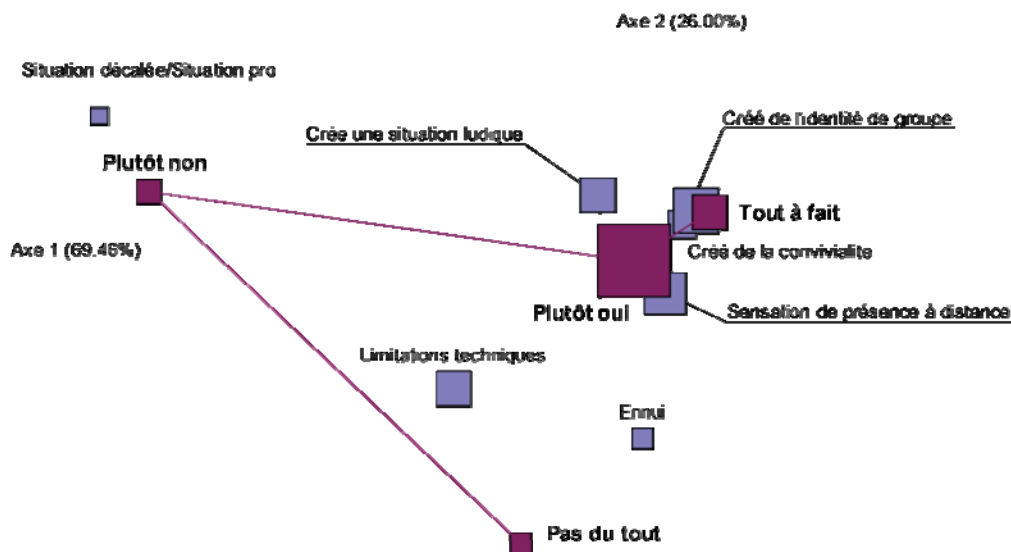 Axe 2 (26.00%)
Situation décalée/Situation pro
Créé de l'identité de groupe
Crée une situation ludique
Plutôt non
Tout à fait
Axe 1 (69.46%)
Créé de la convivialite
Plutôt oui
Sensation de présence à distance
Limitations techniques
Ennui
Pas du tout